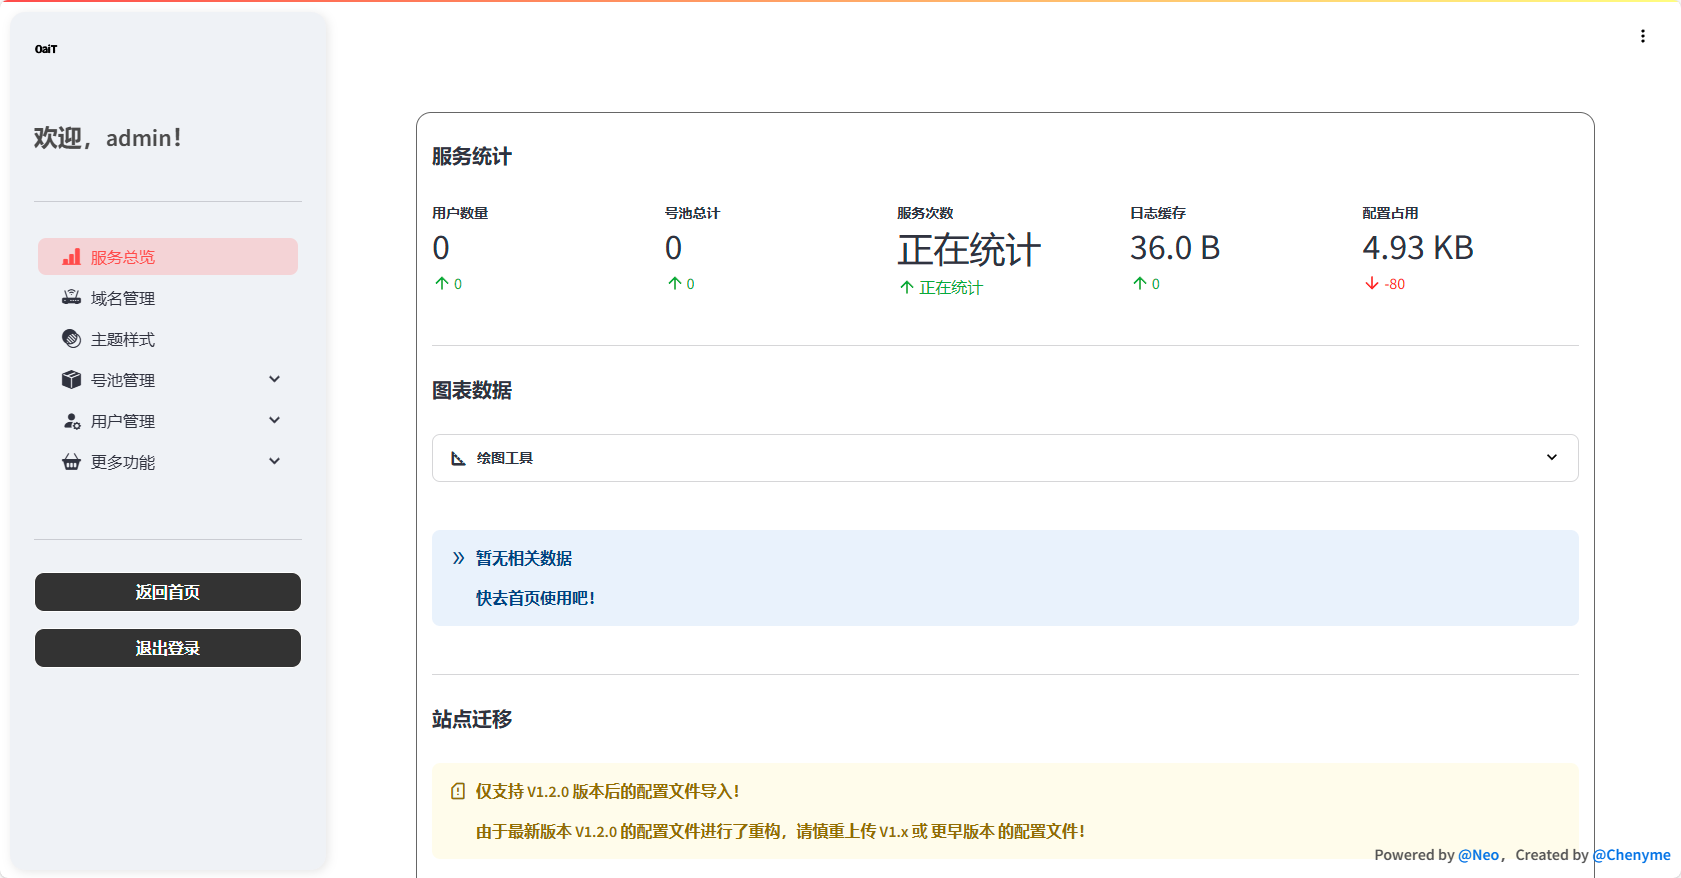 OaiT
欢迎，admin！
服务总览
域名管理
主题样式
号池管理
用户管理
更多功能
返回首页
退出登录
服务统计
用户数量
0
0
号池总计
0
0
服务次数
正在统计
正在统计
日志缓存
36.0 B
0
配置占用
4.93 KB
-80
图表数据
绘图工具
暂无相关数据
快去首页使用吧！
站点迁移
仅支持 V1.2.0 版本后的配置文件导入！
由于最新版本 V1.2.0 的配置文件进行了重构，请慎重上传 V1.x 或 更早版本 的配置文件！
Powered by @Neo，Created by @Chenyme